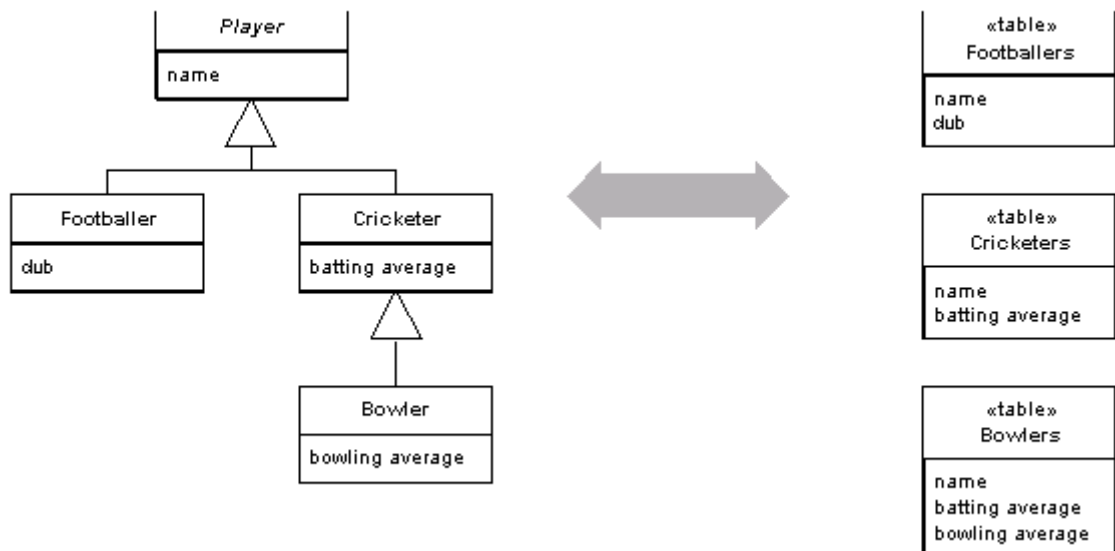 Player
name
Footballer
club
Cricketer
batting average
Bowler
bowling average
«table»
Footballers
name
club
«table»
Cricketers
name
batting average
«table»
Bowlers
name
batting average
bowling average